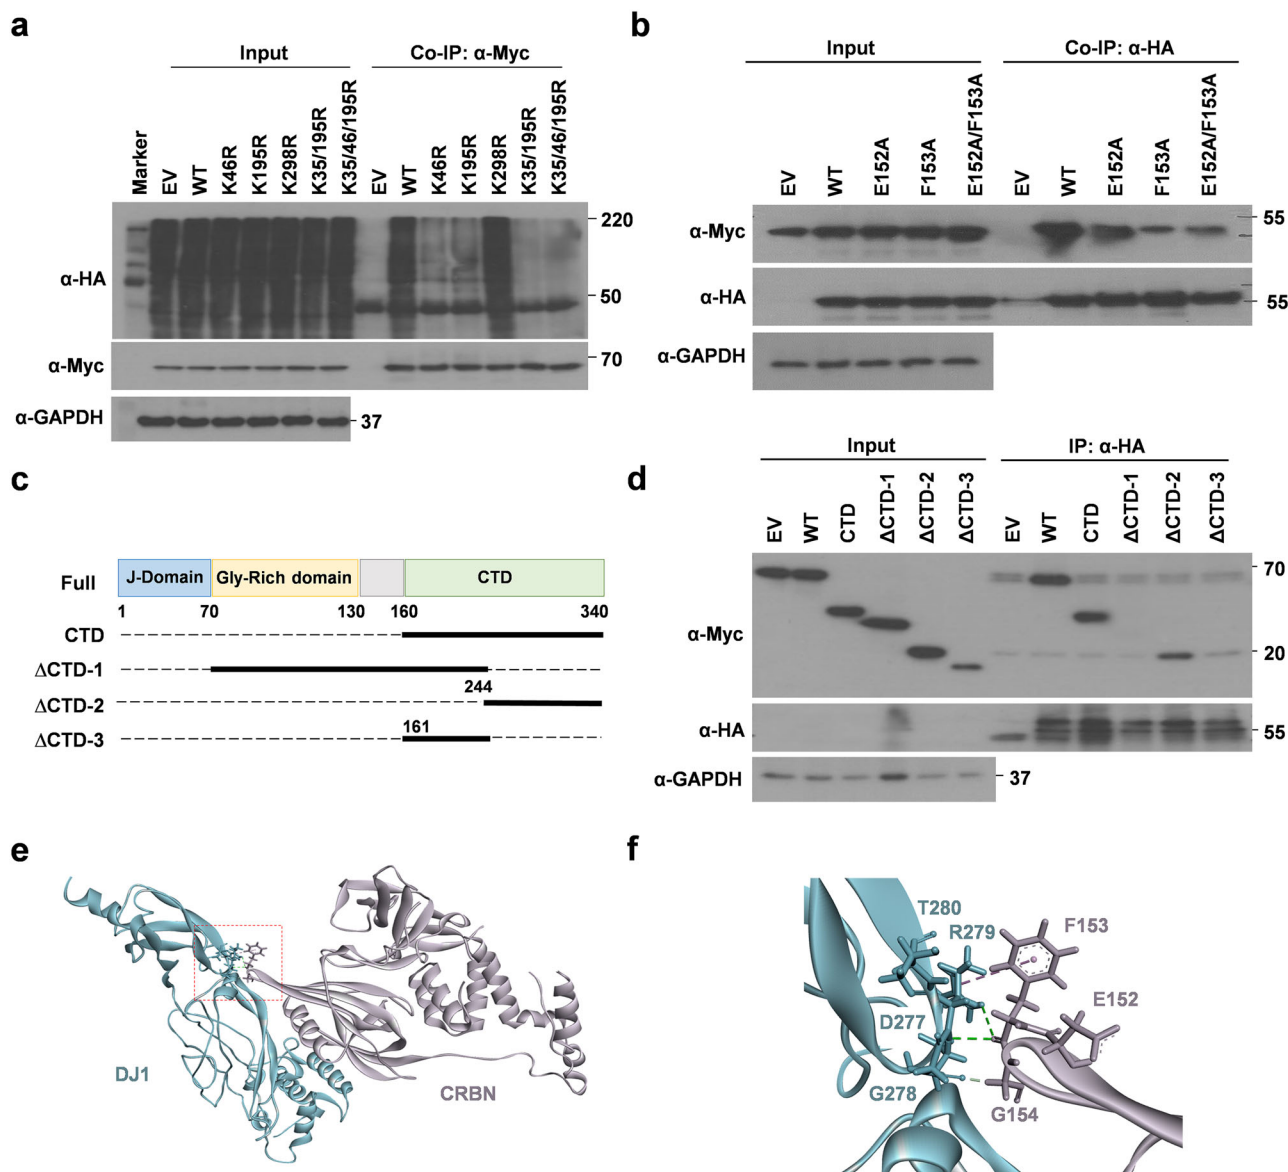 a
Input
Co-IP: α-Myc
Marker
EV
WT
K46R
K195R
K298R
K35/195R
K35/46/195R
EV
WT
K46R
K195R
K298R
K35/195R
K35/46/195R
α-HA
220
50
α-Myc
70
α-GAPDH
37
b
Input
Co-IP: α-HA
EV
WT
E152A
F153A
E152A/F153A
EV
WT
E152A
F153A
E152A/F153A
α-Myc
55
α-HA
55
α-GAPDH
c
Full
J-Domain
Gly-Rich domain
CTD
1 70 130 160 340
CTD
ΔCTD-1
244
ΔCTD-2
161
ΔCTD-3
d
Input
IP: α-HA
EV
WT
CTD
ΔCTD-1
ΔCTD-2
ΔCTD-3
EV
WT
CTD
ΔCTD-1
ΔCTD-2
ΔCTD-3
α-Myc
70
20
α-HA
55
α-GAPDH
37
e
DJ1
CRBN
f
T280
R279
F153
E152
D277
G278
G154